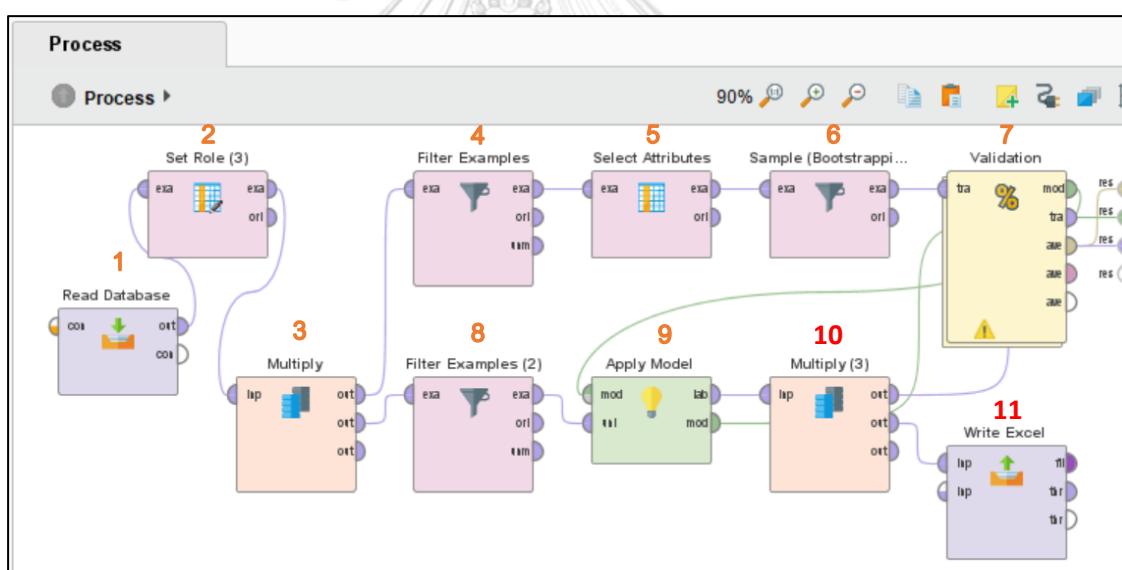 Process
Process
90%
2
4
5
6
7
Set Role (3)
Filter Examples
Select Attributes
Sample (Bootstrappi...
Validation
exa exa
ori
exa exa
ori
exa exa
ori
exa exa
ori
tra mod
tra
ave
ave
ave
res
res
res
res
1
Read Database
con out
con
3
8
9
10
Multiply
Filter Examples (2)
Apply Model
Multiply (3)
inp out
out
out
exa exa
ori
mod lab
mod
inp out
out
out
11
Write Excel
inp fil
inp thr
thr